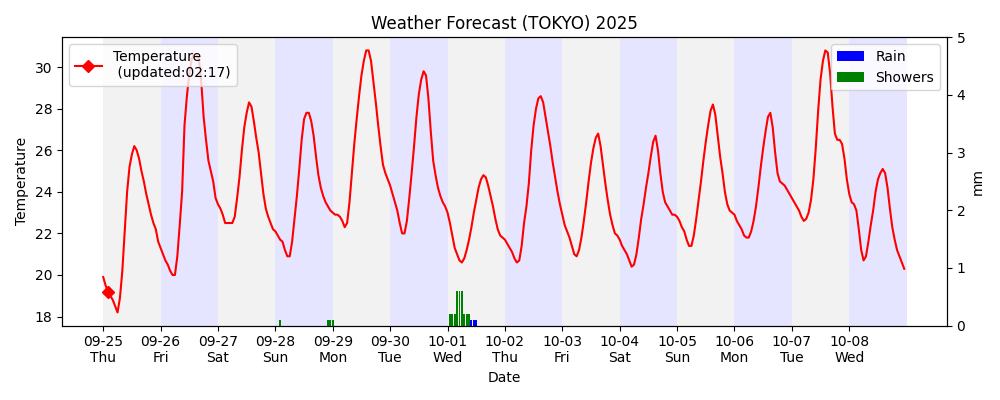 Weather Forecast (TOKYO) 2025
Temperature
(updated:02:17)
Rain
Showers
Temperature
30
28
26
24
22
20
18
5
4
3
2
1
0
mm
09-25 09-26 09-27 09-28 09-29 09-30 10-01 10-02 10-03 10-04 10-05 10-06 10-07 10-08
Thu Fri Sat Sun Mon Tue Wed Thu Fri Sat Sun Mon Tue Wed
Date